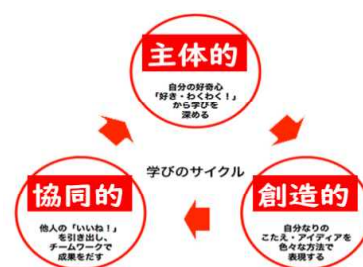 主体的
自分の好奇心
「好き・わくわく！」
から学びを
深める
学びのサイクル
協同的
他人の「いいね！」
を引き出し、
チームワークで
成果をだす
創造的
自分なりの
こたえ・アイディアを
色々な方法で
表現する